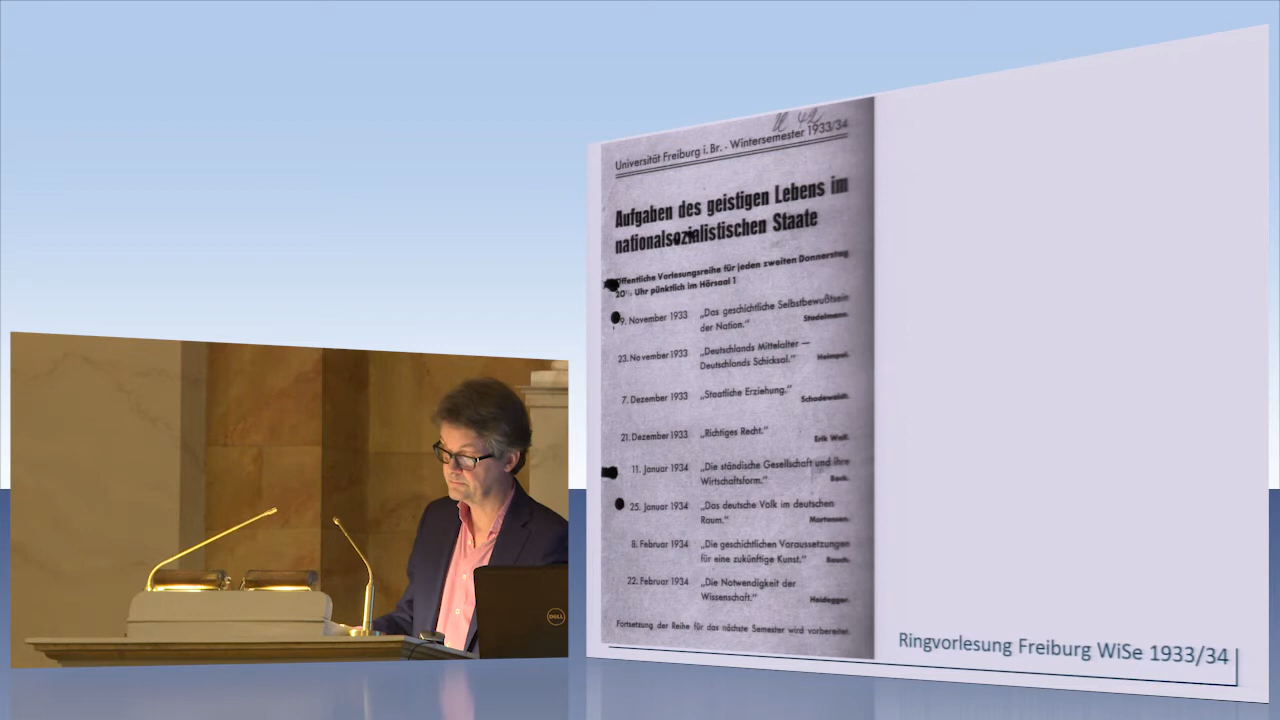 Universität Freiburg i. Br. - Wintersemester 1933/34
Aufgaben des geistigen Lebens im
nationalsozialistischen Staate
Öffentliche Vorlesungsreihe für jeden zweiten Donnerstag
20 Uhr pünktlich im Hörsaal 1
9. November 1933 „Das geschichtliche Selbstbewußtsein
der Nation.“ Stadelmann.
23. November 1933 „Deutschlands Mittelalter —
Deutschlands Schicksal.“ Heimpel.
7. Dezember 1933 „Staatliche Erziehung.“
Schadewaldt.
21. Dezember 1933 „Richtiges Recht.“
Erik Wolf.
11. Januar 1934 „Die ständische Gesellschaft und ihre
Wirtschaftsform.“
25. Januar 1934 „Das deutsche Volk im deutschen
Raum.“ Mortensen.
8. Februar 1934 „Die geschichtlichen Voraussetzungen
für eine zukünftige Kunst.“ Bauch.
22. Februar 1934 „Die Notwendigkeit der
Wissenschaft.“ Heidegger.
Fortsetzung der Reihe für das nächste Semester wird vorbereitet.
Ringvorlesung Freiburg WiSe 1933/34
DELL